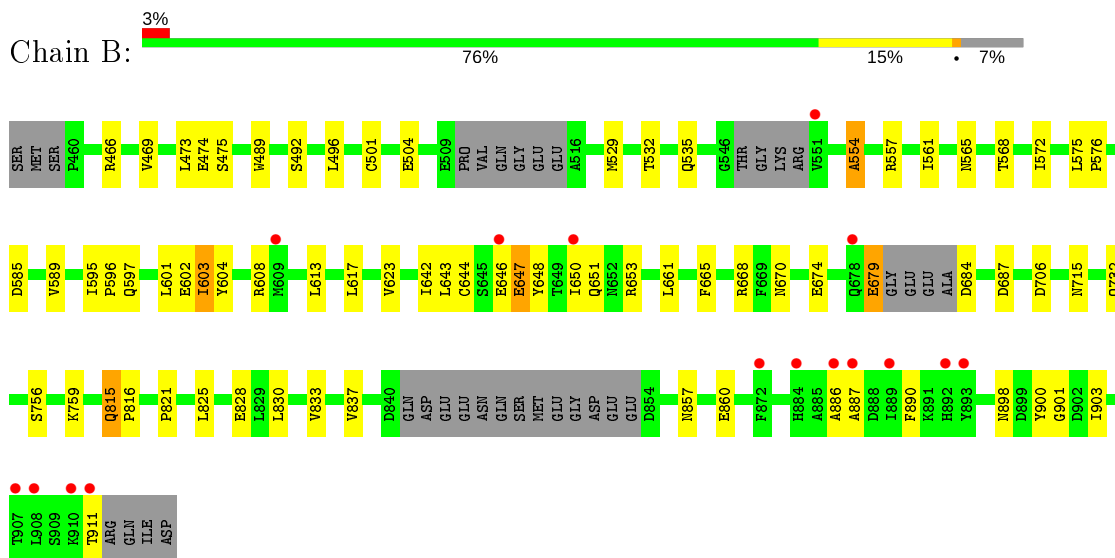 3%
Chain B:
76% 15% • 7%
SER MET SER P460 R466 V469 L473 E474 S475 W489 S492 L496 C501 E504 E509 PRO VAL GLN GLY GLU GLU A516 M529 T532 Q535 G546 THR GLY LYS ARG V551 A554 R557 I561 N565 T568 I572 L575 P576
D585 V589 I595 P596 Q597 L601 E602 I603 Y604 R608 M609 L613 L617 V623 I642 L643 C644 S645 E646 E647 Y648 T649 I650 Q651 N652 R653 L661 F665 R668 F669 N670 E674 Q678 E679 GLY GLU GLU ALA D684 D687 D706 N715
S756 K759 Q815 P816 P821 L825 E828 L829 L830 V833 V837 D840 GLN ASP GLU GLU ASN GLN SER MET GLU GLY ASP GLU GLU D854 N857 E860 F872 H884 A885 A886 A887 D888 I889 F890 K891 H892 Y893 N898 D899 Y900 G901 D902 I903
T907 L908 S909 K910 T911 ARG GLN ILE ASP